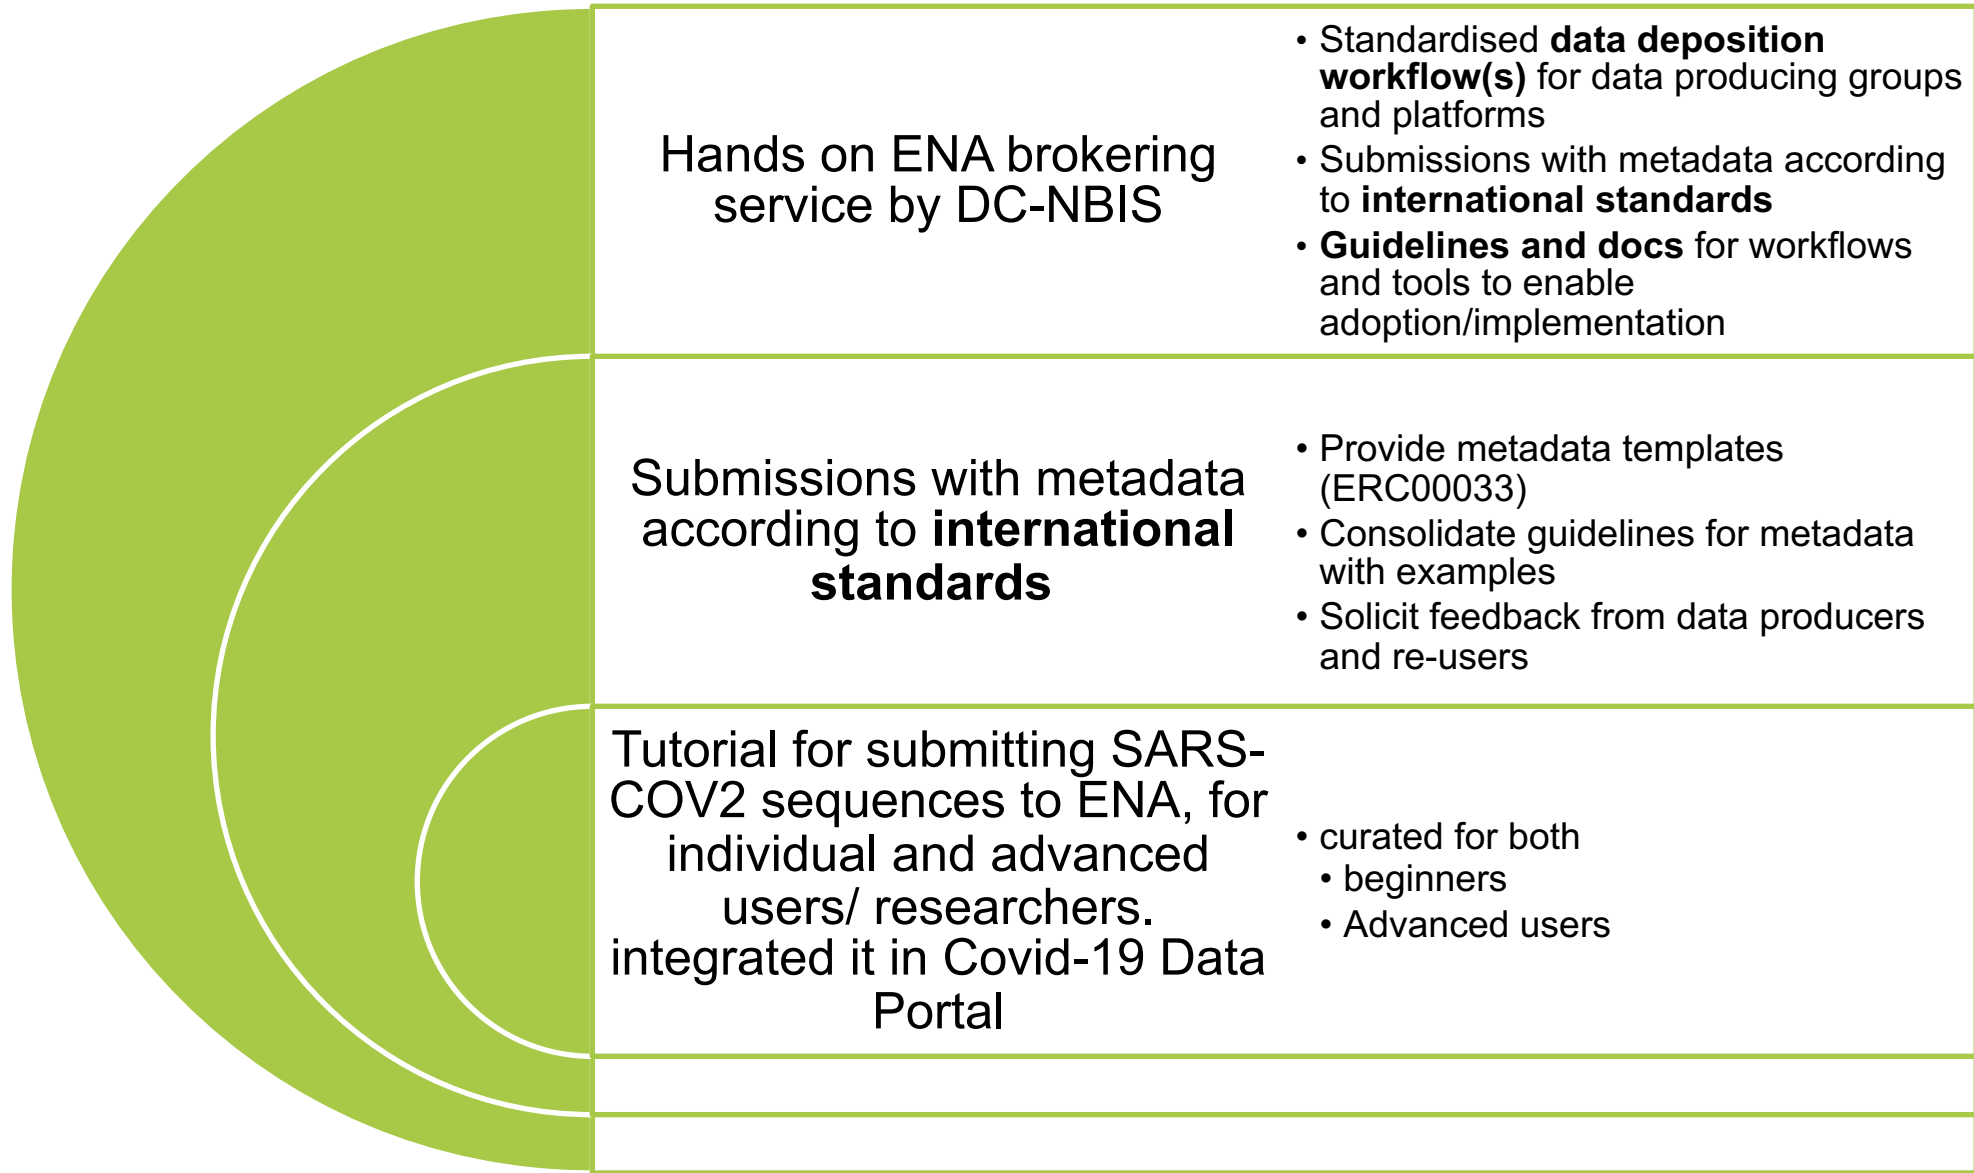 Hands on ENA brokering
service by DC-NBIS
• Standardised data deposition
workflow(s) for data producing groups
and platforms
• Submissions with metadata according
to international standards
• Guidelines and docs for workflows
and tools to enable
adoption/implementation
Submissions with metadata
according to international
standards
• Provide metadata templates
(ERC00033)
• Consolidate guidelines for metadata
with examples
• Solicit feedback from data producers
and re-users
Tutorial for submitting SARS-
COV2 sequences to ENA, for
individual and advanced
users/ researchers.
integrated it in Covid-19 Data
Portal
• curated for both
• beginners
• Advanced users